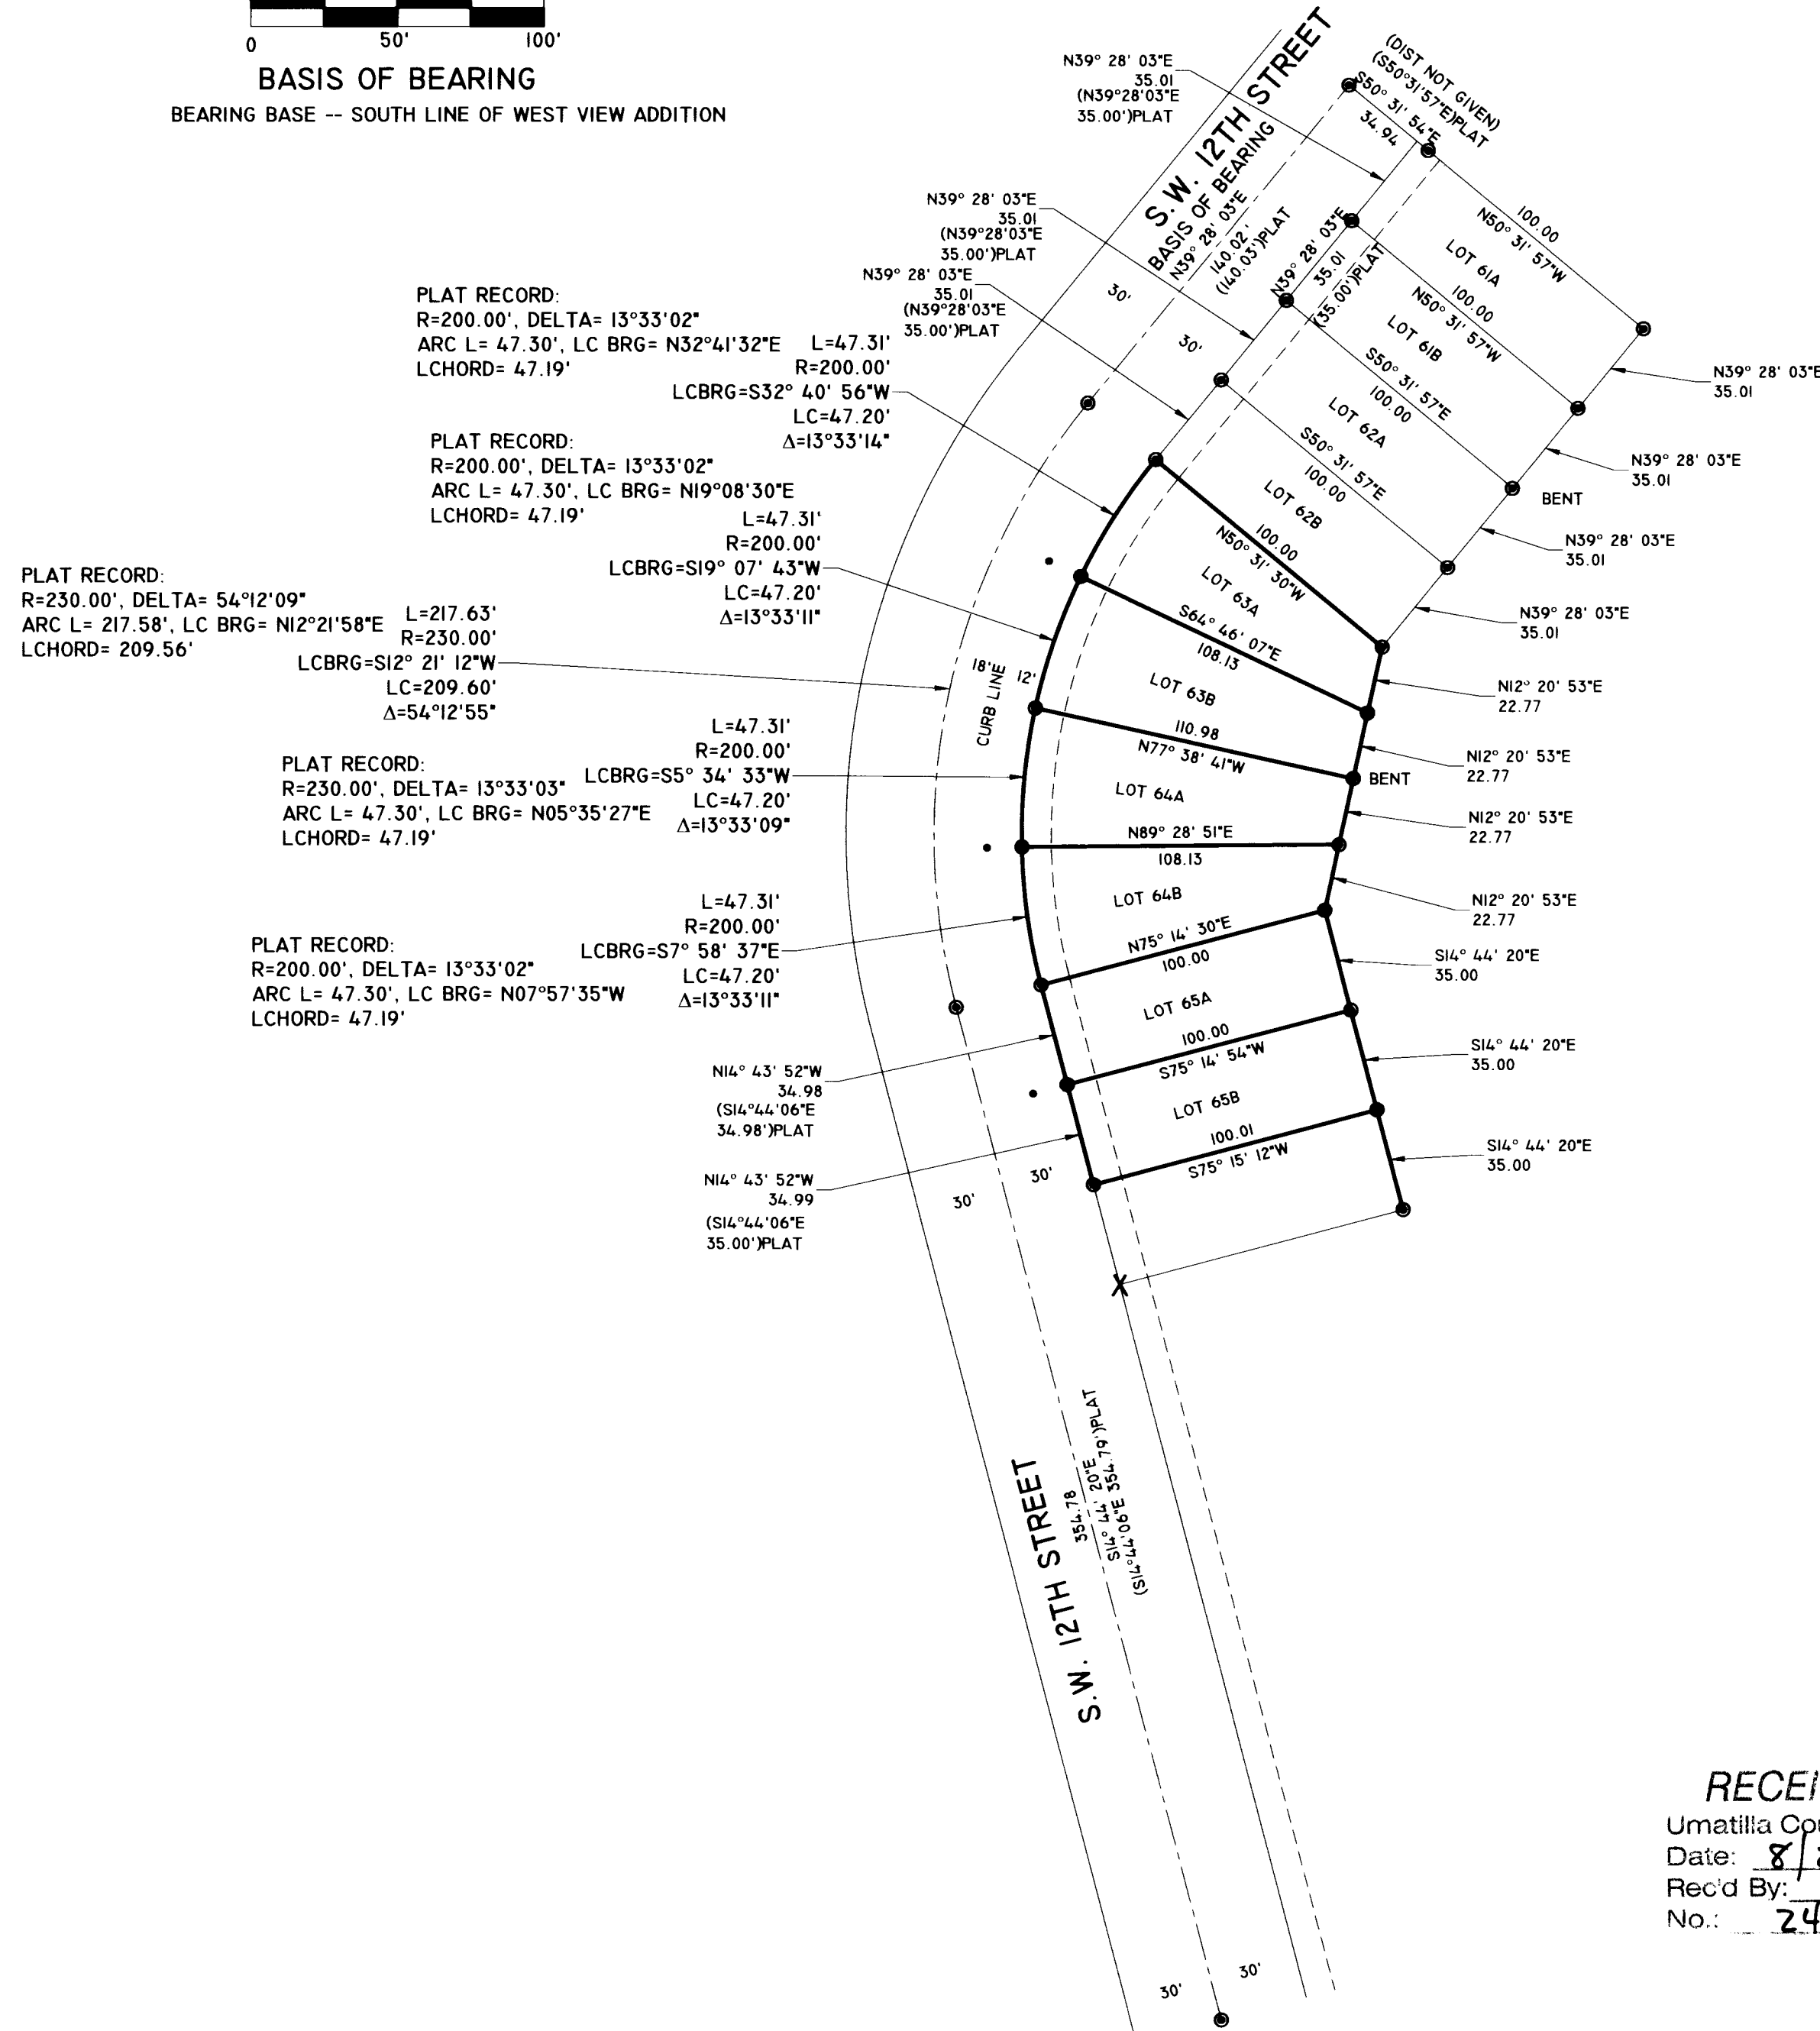 0 50' 100'
BASIS OF BEARING
BEARING BASE -- SOUTH LINE OF WEST VIEW ADDITION
N39° 28' 03"E
35.01
(N39°28'03"E
35.00')PLAT
N39° 28' 03"E
35.01
(N39°28'03"E
35.00')PLAT
N39° 28' 03"E
35.01
(N39°28'03"E
35.00')PLAT
S.W. 12TH STREET
BASIS OF BEARING
N39° 28' 03"E
140.02'
(140.03')PLAT
(DIST NOT GIVEN)
(S50°31'57"E)PLAT
S50° 31' 54"E
34.94
N39° 28' 03"E
35.01
(35.00')PLAT
30'
30'
100.00
N50° 31' 57"W
LOT 61A
100.00
N50° 31' 57"W
LOT 61B
S50° 31' 57"E
100.00
LOT 62A
S50° 31' 57"E
100.00
LOT 62B
100.00
N50° 31' 30"W
LOT 63A
S64° 46' 07"E
108.13
LOT 63B
110.98
N77° 38' 41"W
LOT 64A
N89° 28' 51"E
108.13
LOT 64B
N75° 14' 30"E
100.00
LOT 65A
100.00
S75° 14' 54"W
LOT 65B
100.01
S75° 15' 12"W
N39° 28' 03"E
35.01
N39° 28' 03"E
35.01
BENT
N39° 28' 03"E
35.01
N39° 28' 03"E
35.01
N12° 20' 53"E
22.77
N12° 20' 53"E
22.77
BENT
N12° 20' 53"E
22.77
N12° 20' 53"E
22.77
S14° 44' 20"E
35.00
S14° 44' 20"E
35.00
S14° 44' 20"E
35.00
PLAT RECORD:
R=200.00', DELTA= 13°33'02"
ARC L= 47.30', LC BRG= N32°41'32"E
LCHORD= 47.19'
L=47.31'
R=200.00'
LCBRG=S32° 40' 56"W
LC=47.20'
Δ=13°33'14"
PLAT RECORD:
R=200.00', DELTA= 13°33'02"
ARC L= 47.30', LC BRG= N19°08'30"E
LCHORD= 47.19'
L=47.31'
R=200.00'
LCBRG=S19° 07' 43"W
LC=47.20'
Δ=13°33'11"
PLAT RECORD:
R=230.00', DELTA= 54°12'09"
ARC L= 217.58', LC BRG= N12°21'58"E
LCHORD= 209.56'
L=217.63'
R=230.00'
LCBRG=S12° 21' 12"W
LC=209.60'
Δ=54°12'55"
18' 12'
CURB LINE
PLAT RECORD:
R=230.00', DELTA= 13°33'03"
ARC L= 47.30', LC BRG= N05°35'27"E
LCHORD= 47.19'
L=47.31'
R=200.00'
LCBRG=S5° 34' 33"W
LC=47.20'
Δ=13°33'09"
PLAT RECORD:
R=200.00', DELTA= 13°33'02"
ARC L= 47.30', LC BRG= N07°57'35"W
LCHORD= 47.19'
L=47.31'
R=200.00'
LCBRG=S7° 58' 37"E
LC=47.20'
Δ=13°33'11"
N14° 43' 52"W
34.98
(S14°44'06"E
34.98')PLAT
N14° 43' 52"W
34.99
(S14°44'06"E
35.00')PLAT
30'
30'
S.W. 12TH STREET
354.78
S14° 44' 20"E
(S14°44'06"E 354.79')PLAT
30'
30'
Umatilla
Date: 8/
Rec'd By:
No.: 24